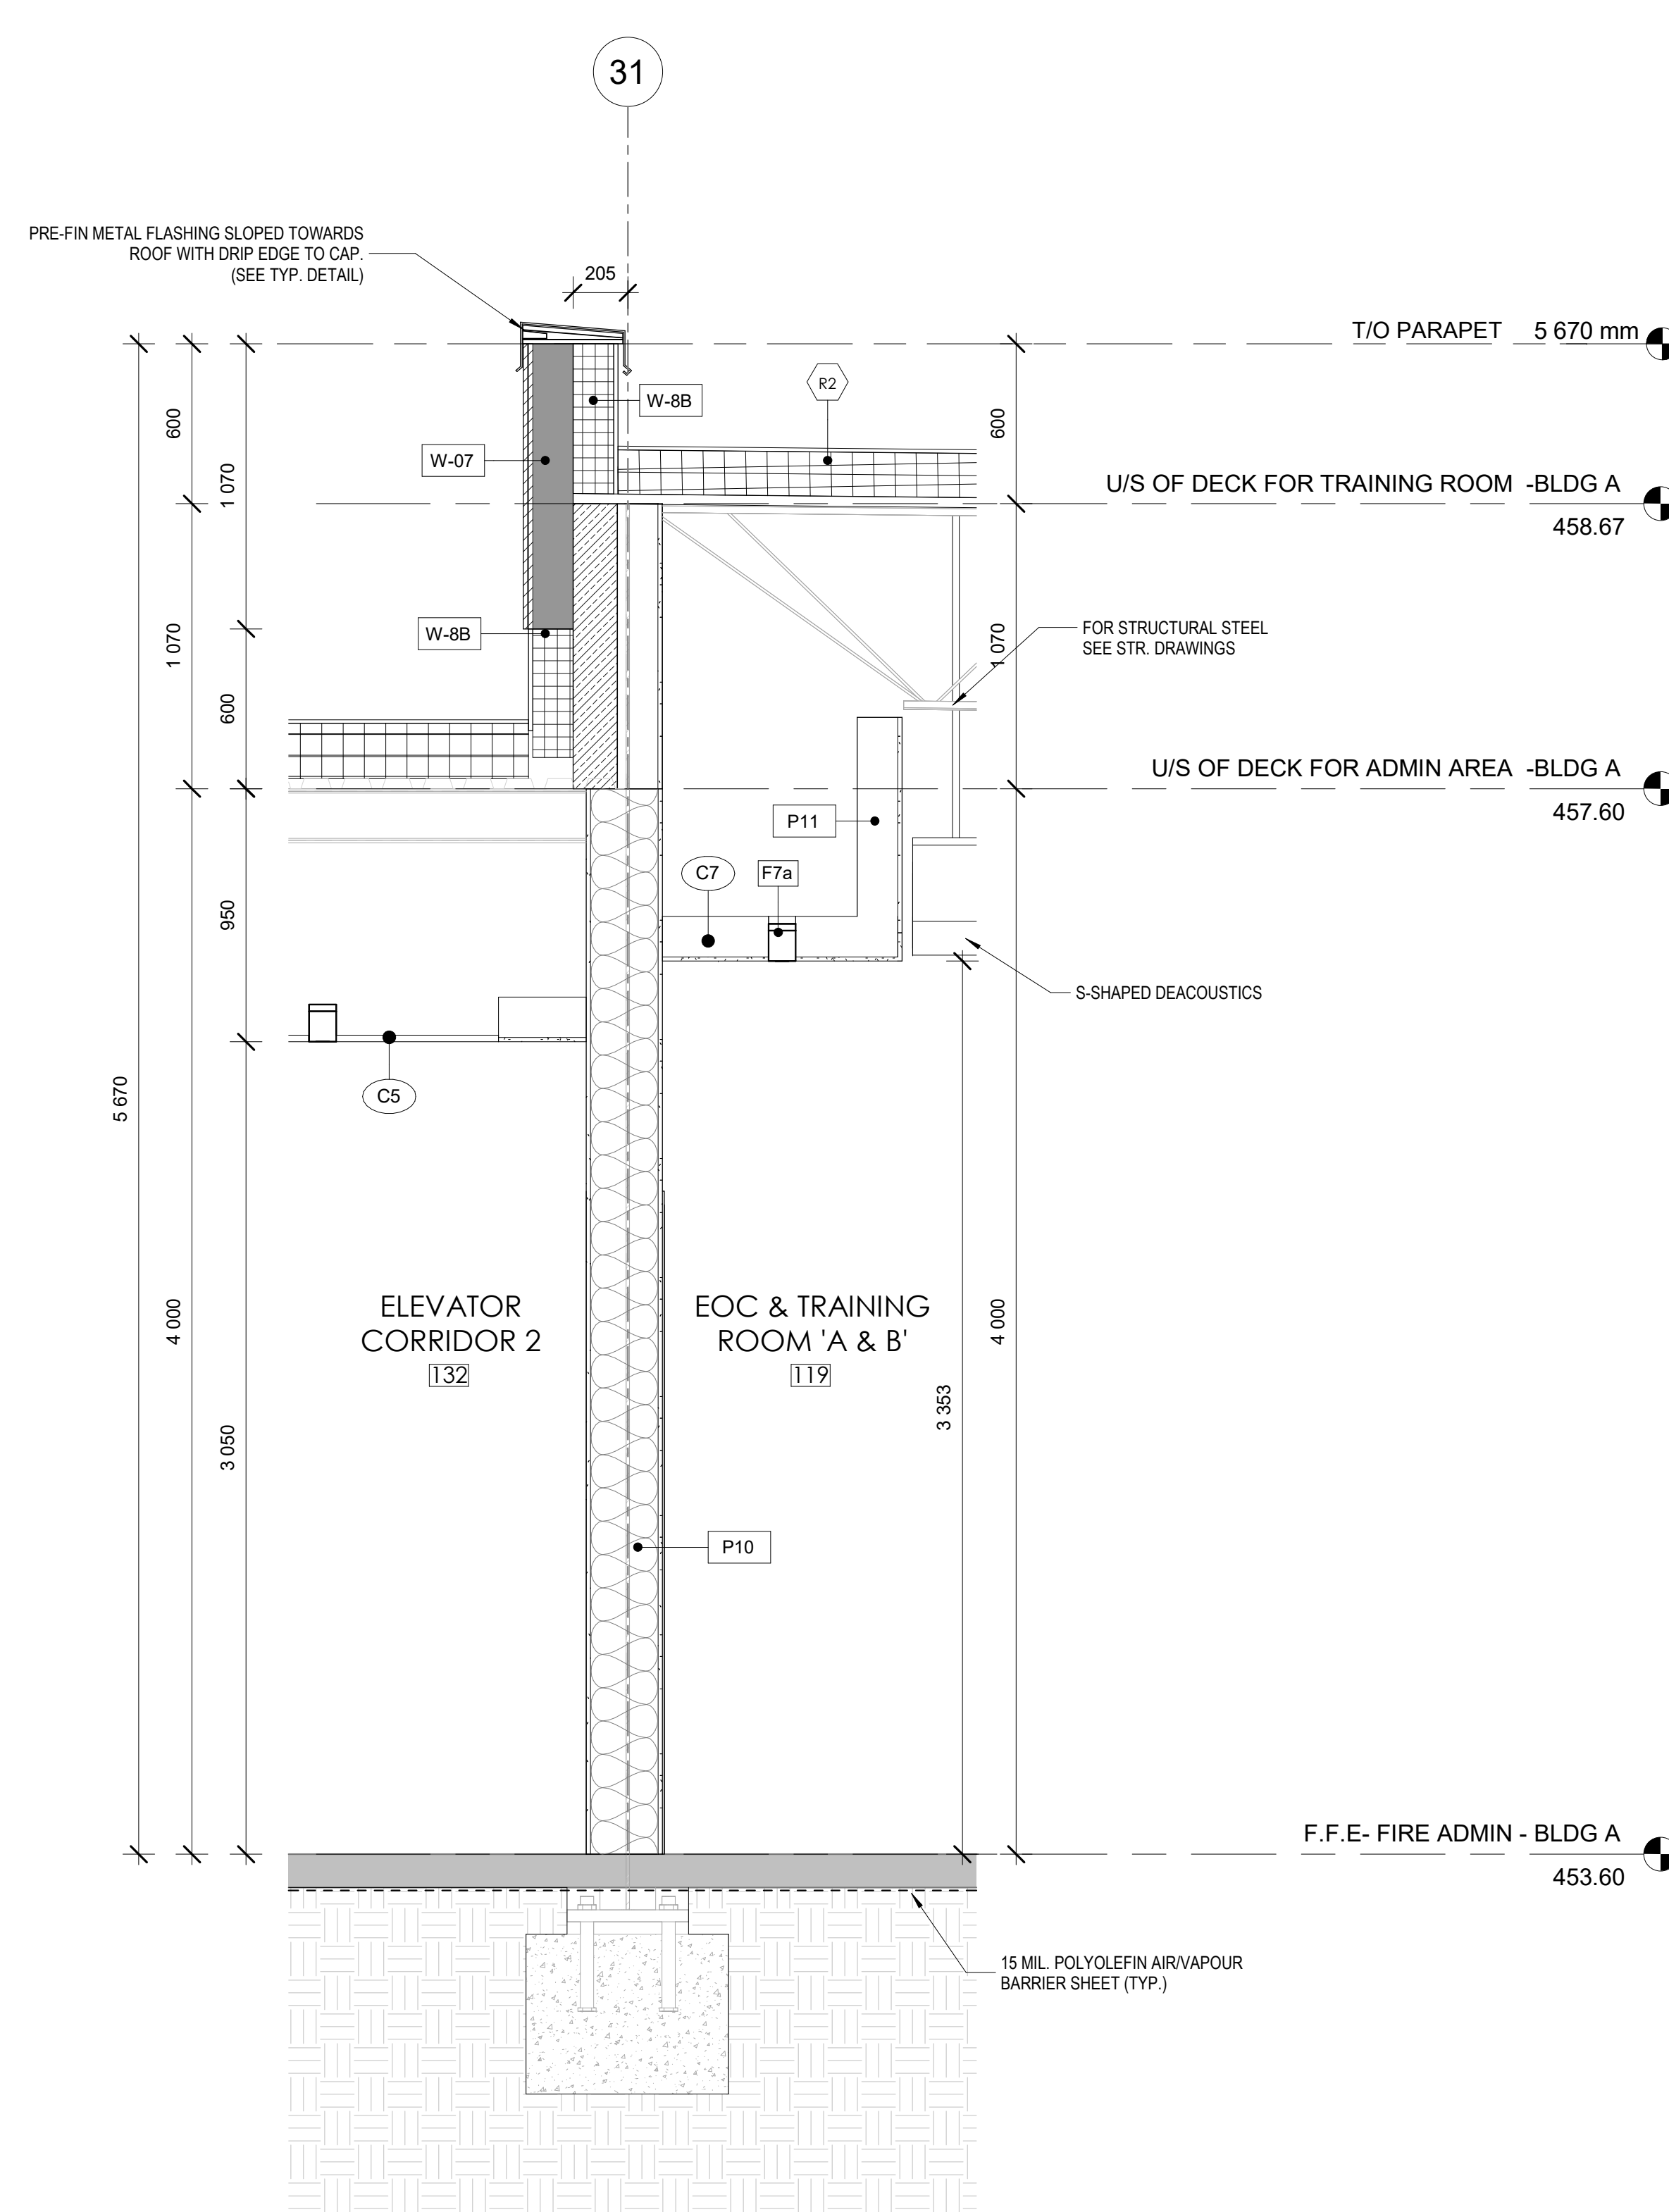 31
PRE-FIN METAL FLASHING SLOPED TOWARDS
ROOF WITH DRIP EDGE TO CAP.
(SEE TYP. DETAIL)
205
T/O PARAPET 5 670 mm
W-8B
R2
600
1 070
600
W-07
U/S OF DECK FOR TRAINING ROOM -BLDG A
458.67
W-8B
1 070
600
FOR STRUCTURAL STEEL
SEE STR. DRAWINGS
1 070
U/S OF DECK FOR ADMIN AREA -BLDG A
457.60
P11
C7
F7a
950
S-SHAPED DEACOUSTICS
C5
5 670
4 000
3 050
ELEVATOR
CORRIDOR 2
132
EOC & TRAINING
ROOM 'A & B'
119
3 353
4 000
P10
F.F.E- FIRE ADMIN - BLDG A
453.60
15 MIL. POLYOLEFIN AIR/VAPOUR
BARRIER SHEET (TYP.)